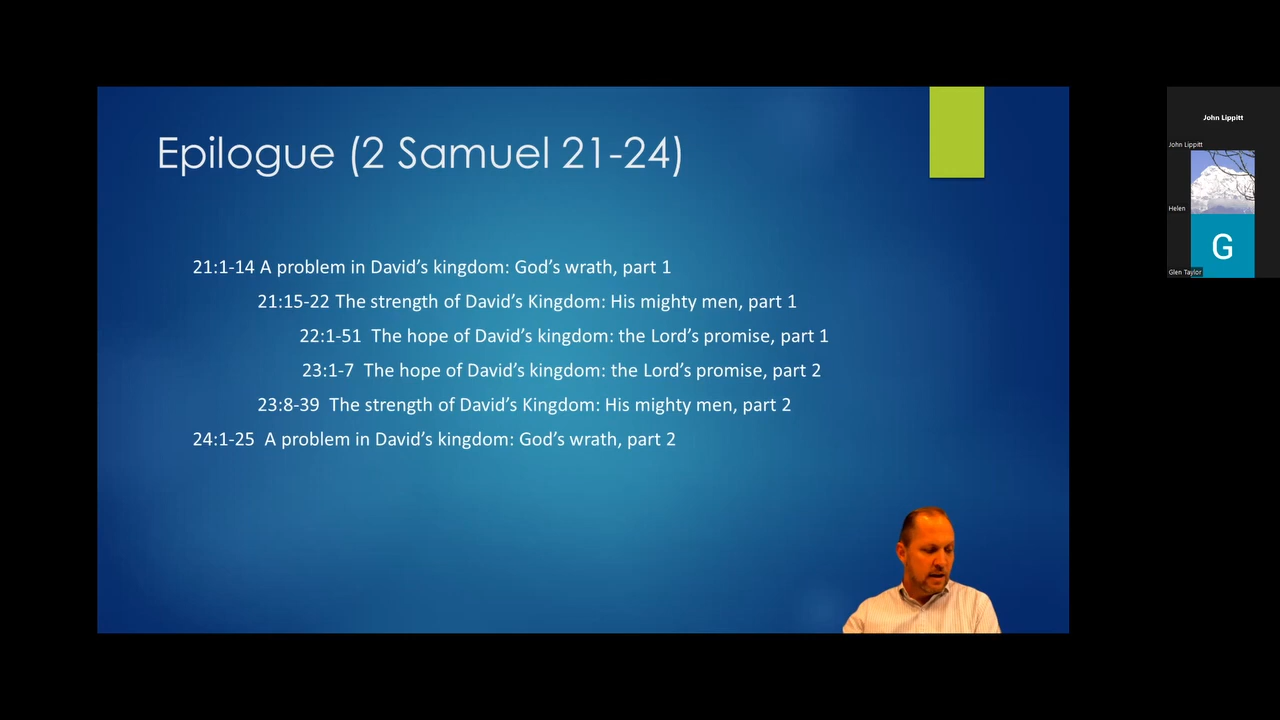 Epilogue (2 Samuel 21-24)
21:1-14 A problem in David’s kingdom: God’s wrath, part 1
21:15-22 The strength of David’s Kingdom: His mighty men, part 1
22:1-51 The hope of David’s kingdom: the Lord’s promise, part 1
23:1-7 The hope of David’s kingdom: the Lord’s promise, part 2
23:8-39 The strength of David’s Kingdom: His mighty men, part 2
24:1-25 A problem in David’s kingdom: God’s wrath, part 2
John Lippitt
John Lippitt
Helen
G
Glen Taylor